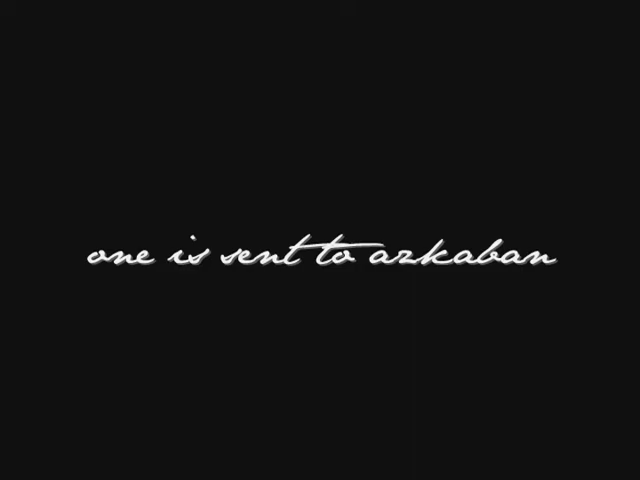 one is sent to azkaban